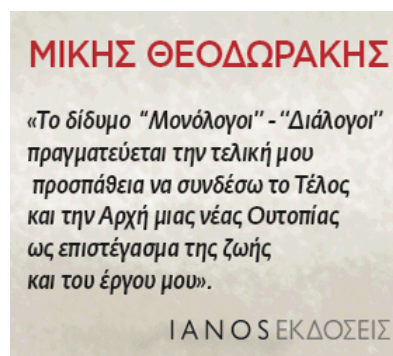 ΜΙΚΗΣ ΘΕΟΔΩΡΑΚΗΣ
«Το δίδυμο "Μονόλογοι" - "Διάλογοι"
πραγματεύεται την τελική μου
προσπάθεια να συνδέσω το Τέλος
και την Αρχή μιας νέας Ουτοπίας
ως επιστέγασμα της ζωής
και του έργου μου».
IANOS ΕΚΔΟΣΕΙΣ